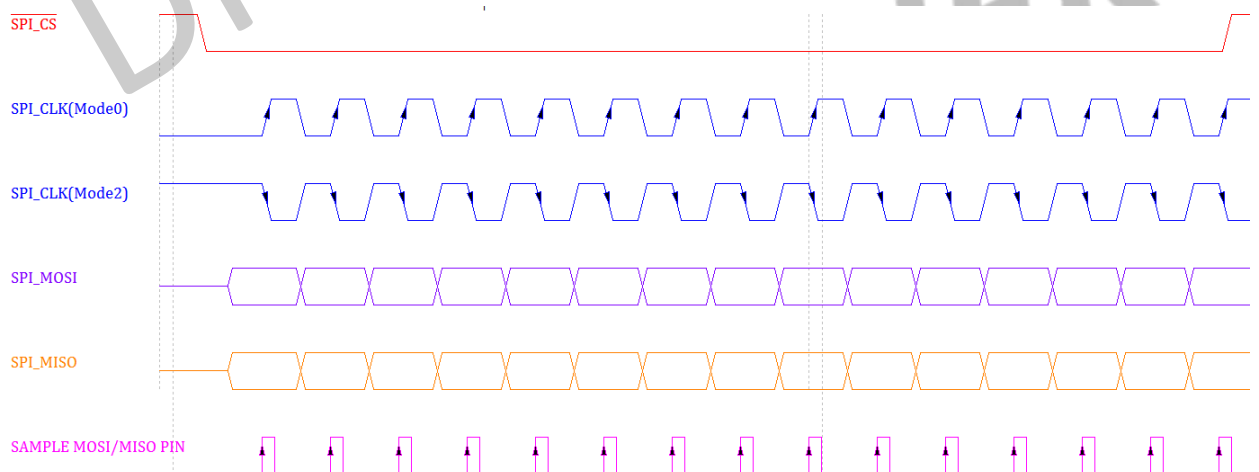 SPI_CS
SPI_CLK(Mode0)
SPI_CLK(Mode2)
SPI_MOSI
SPI_MISO
SAMPLE MOSI/MISO PIN